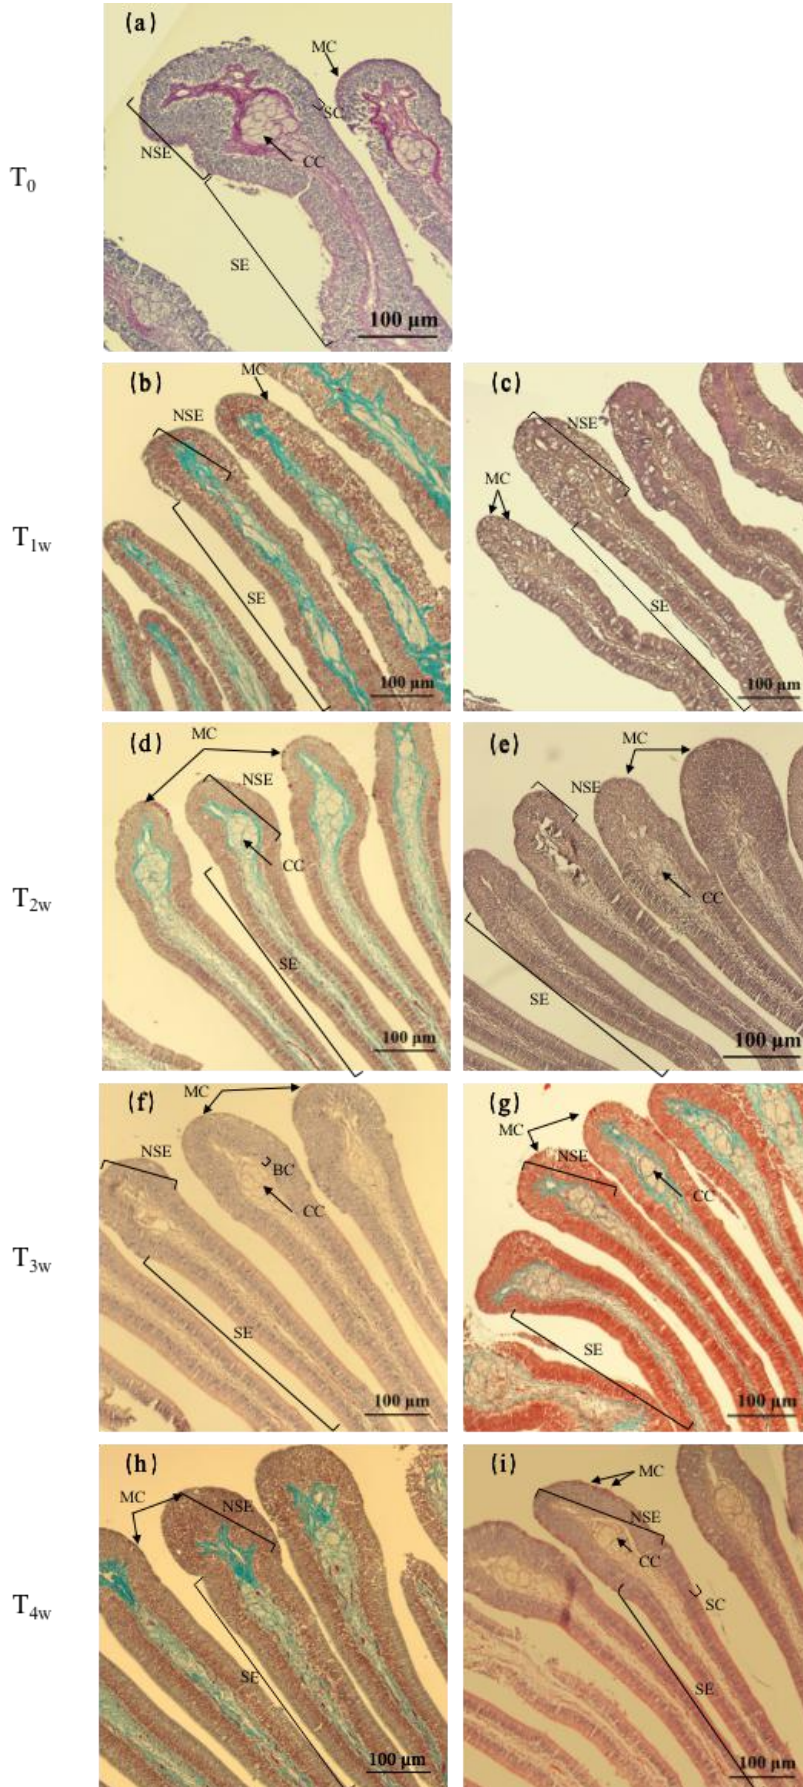 (a)
MC
SC
NSE
CC
T0
SE
100 μm
(b)
MC
NSE
SE
100 μm
(c)
NSE
MC
T1w
SE
100 μm
(d)
MC
NSE
CC
SE
100 μm
(e)
MC
NSE
CC
T2w
SE
100 μm
(f)
MC
NSE
BC
CC
SE
100 μm
(g)
MC
NSE
CC
T3w
SE
100 μm
(h)
MC
NSE
SE
100 μm
(i)
MC
NSE
CC
SC
T4w
SE
100 μm